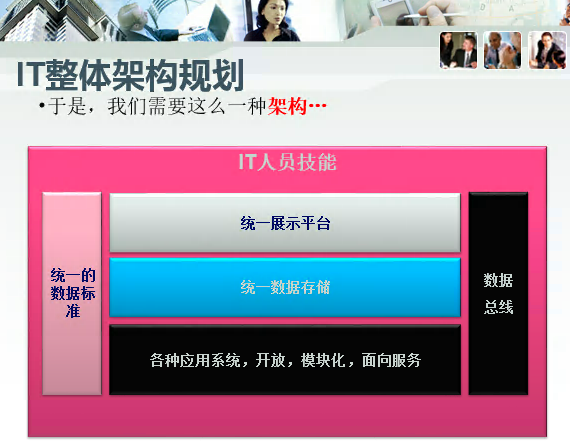 IT整体架构规划
•于是，我们需要这么一种架构…
IT人员技能
统一的
数据标
准
统一展示平台
统一数据存储
各种应用系统，开放，模块化，面向服务
数据
总线